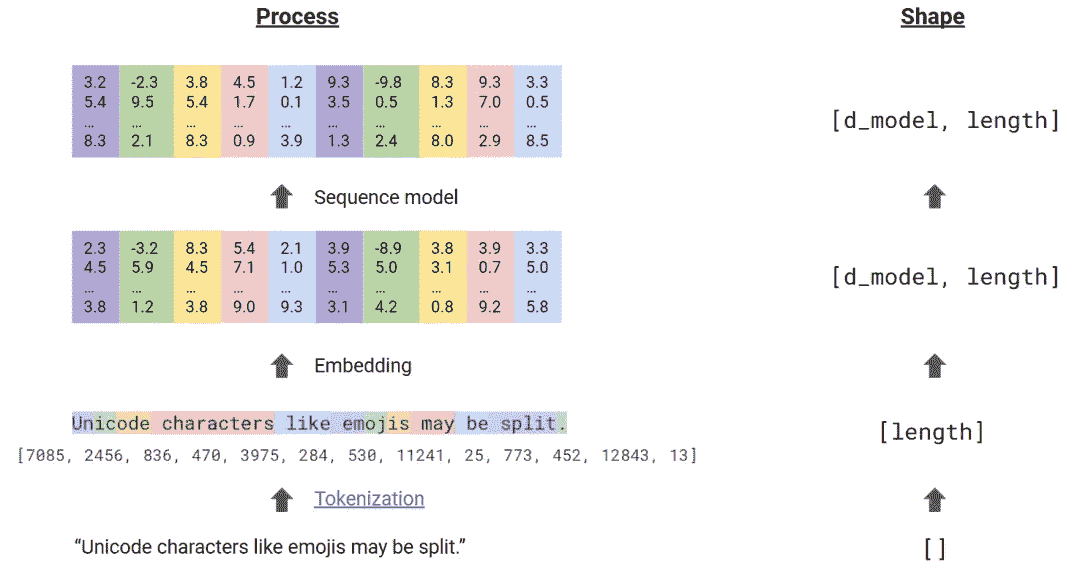 Process Shape
3.2 -2.3 3.8 4.5 1.2 9.3 -9.8 8.3 9.3 3.3
5.4 9.5 5.4 1.7 0.1 3.5 0.5 1.3 7.0 0.5
... ... ... ... ... ... ... ... ... ...
8.3 2.1 8.3 0.9 3.9 1.3 2.4 8.0 2.9 8.5
[d_model, length]
Sequence model
2.3 -3.2 8.3 5.4 2.1 3.9 -8.9 3.8 3.9 3.3
4.5 5.9 4.5 7.1 1.0 5.3 5.0 3.1 0.7 5.0
... ... ... ... ... ... ... ... ... ...
3.8 1.2 3.8 9.0 9.3 3.1 4.2 0.8 9.2 5.8
[d_model, length]
Embedding
Unicode characters like emojis may be split.
[length]
[7085, 2456, 836, 470, 3975, 284, 530, 11241, 25, 773, 452, 12843, 13]
Tokenization
“Unicode characters like emojis may be split.” []